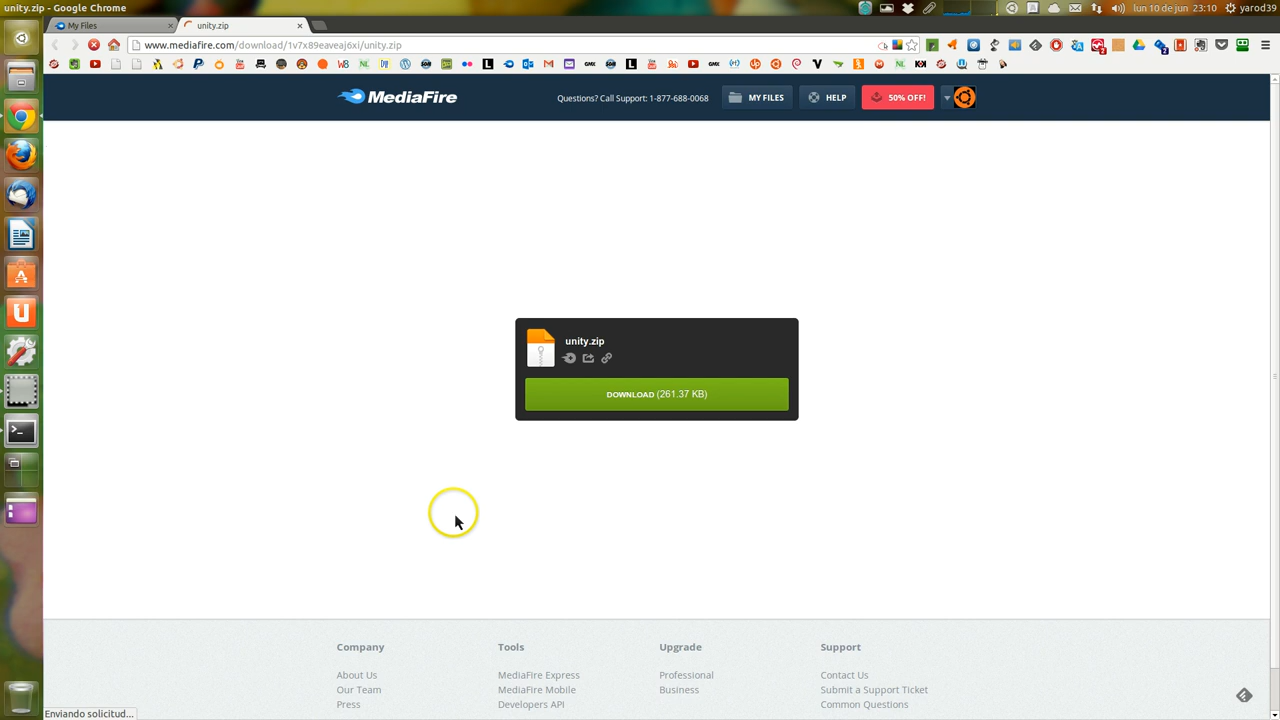 unity.zip - Google Chrome
lun 10 de jun 23:10 yarod39
My Files
unity.zip
www.mediafire.com/download/1v7x89eaveaj6xi/unity.zip
MediaFire
Questions? Call Support: 1-877-688-0068
MY FILES
HELP
50% OFF!
unity.zip
DOWNLOAD (261.37 KB)
Company Tools Upgrade Support
About Us MediaFire Express Professional Contact Us
Our Team MediaFire Mobile Business Submit a Support Ticket
Press Developers API Common Questions
Enviando solicitud...